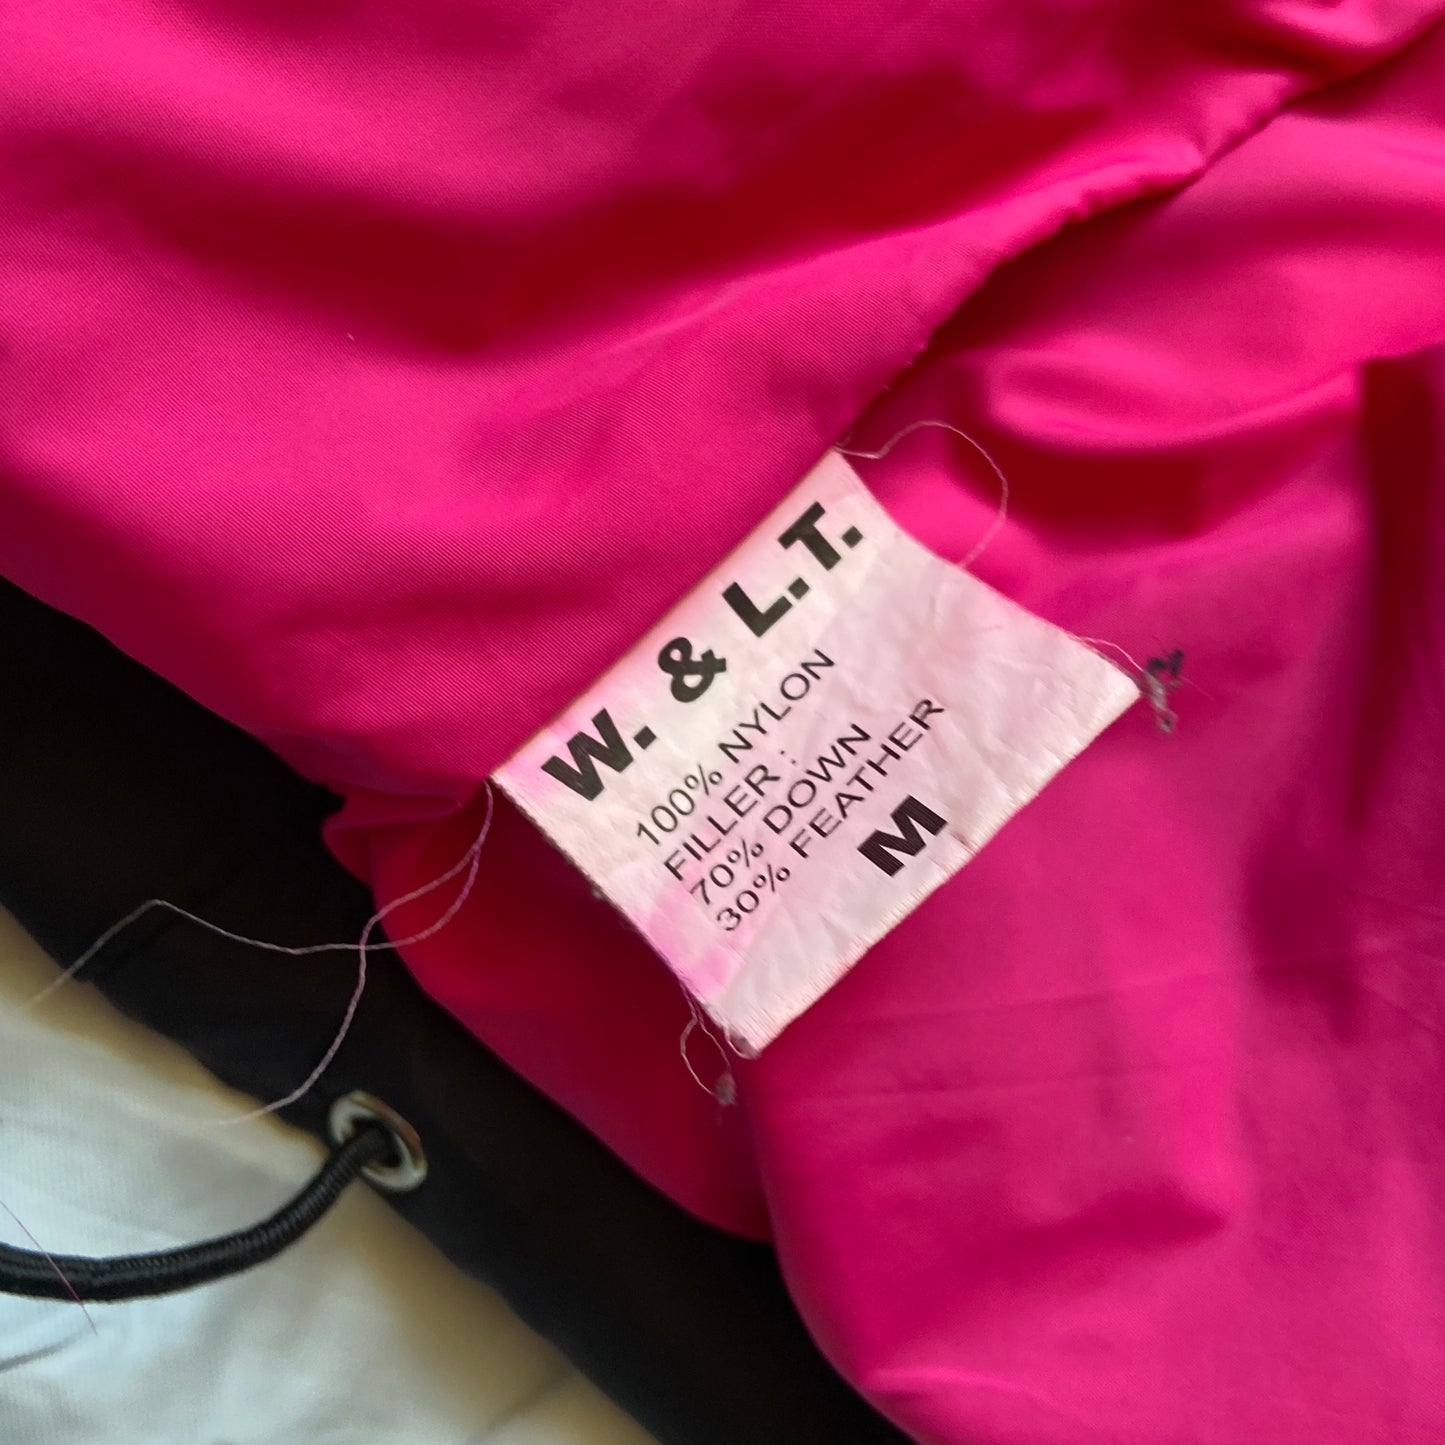 W. & L.T.
100% NYLON
FILLER :
70% DOWN
30% FEATHER
M